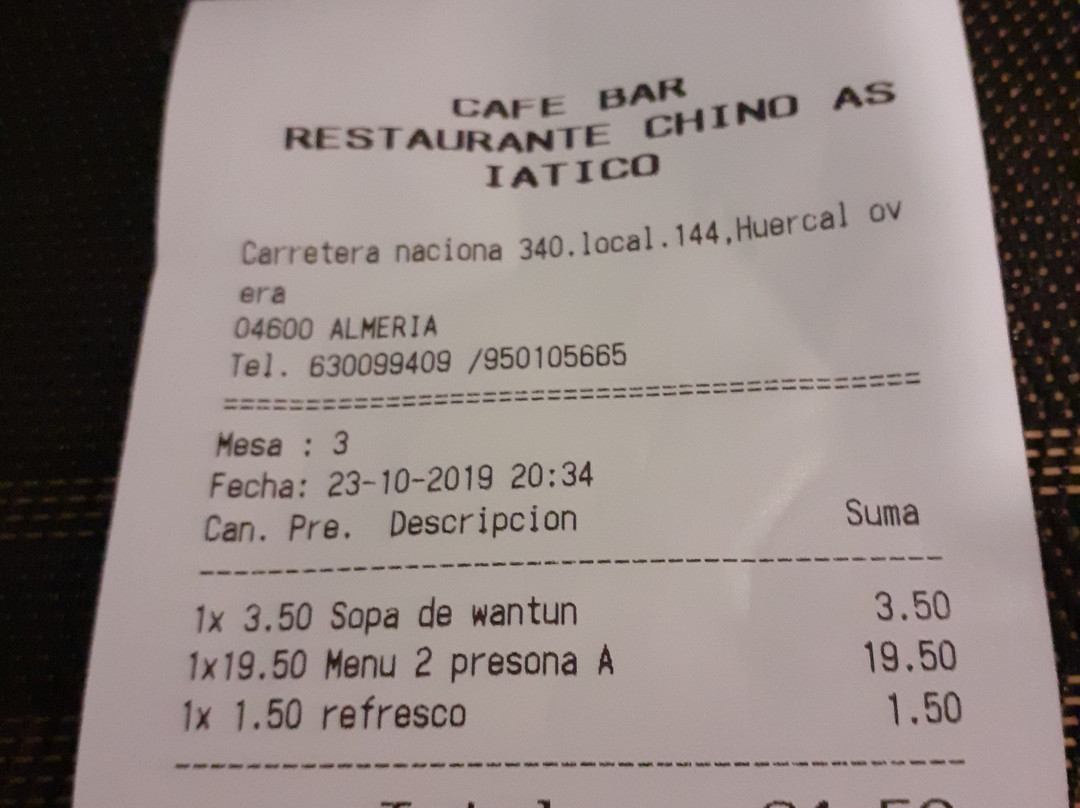 CAFE BAR
RESTAURANTE CHINO AS
IATICO
Carretera naciona 340.local.144,Huercal ov
era
04600 ALMERIA
Tel. 630099409 /950105665
=========================================
Mesa : 3
Fecha: 23-10-2019 20:34
Can. Pre. Descripcion Suma
-----------------------------------------
1x 3.50 Sopa de wantun 3.50
1x19.50 Menu 2 presona A 19.50
1x 1.50 refresco 1.50
-----------------------------------------